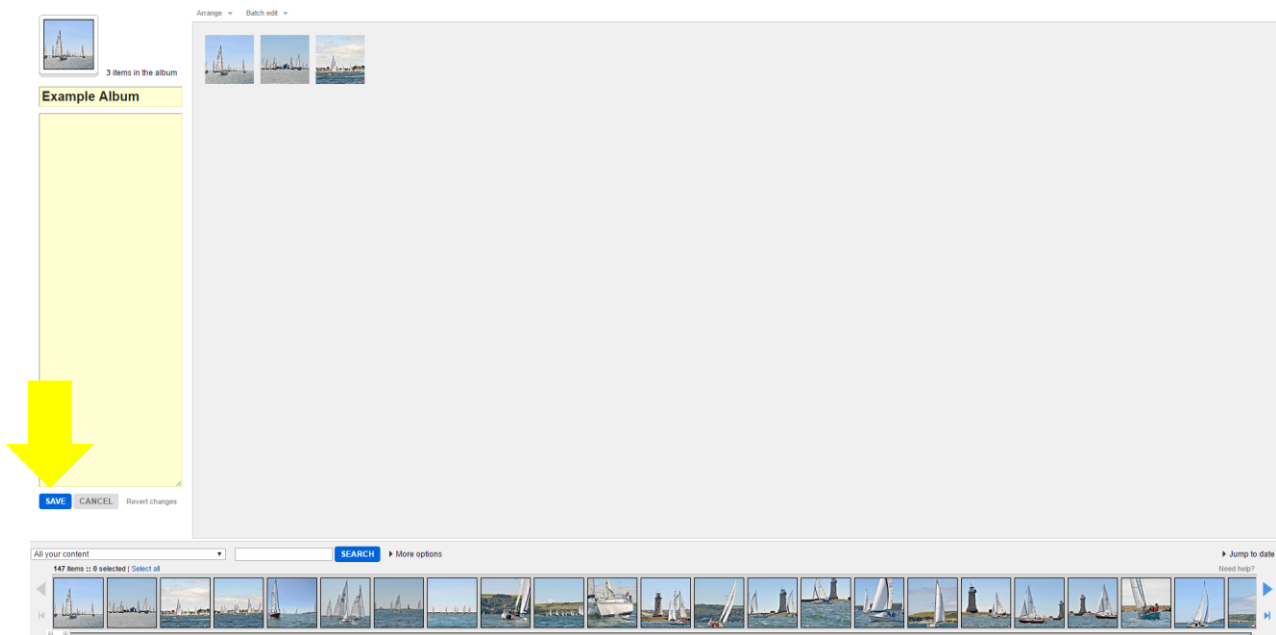 Arrange Batch edit
3 items in the album
Example Album
SAVE CANCEL Revert changes
All your content SEARCH More options Jump to date
147 items :: 0 selected | Select all Need help?